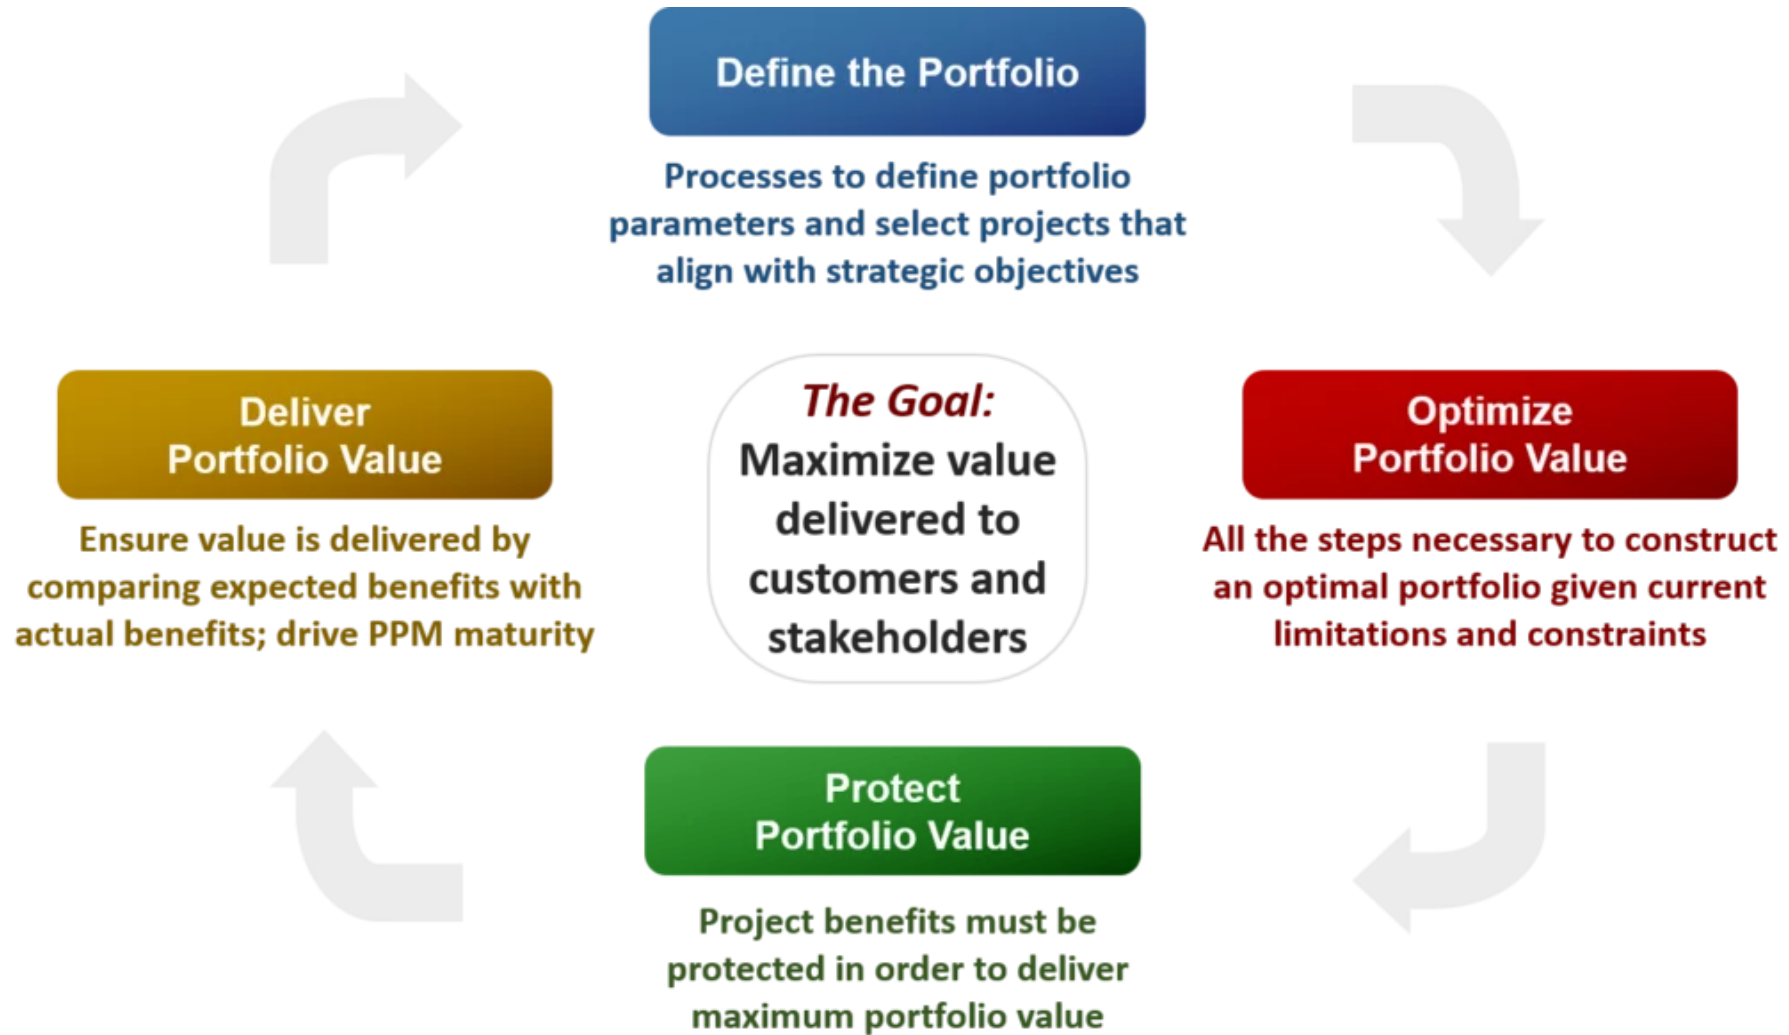 Define the Portfolio
Processes to define portfolio
parameters and select projects that
align with strategic objectives
Deliver
Portfolio Value
Ensure value is delivered by
comparing expected benefits with
actual benefits; drive PPM maturity
The Goal:
Maximize value
delivered to
customers and
stakeholders
Optimize
Portfolio Value
All the steps necessary to construct
an optimal portfolio given current
limitations and constraints
Protect
Portfolio Value
Project benefits must be
protected in order to deliver
maximum portfolio value